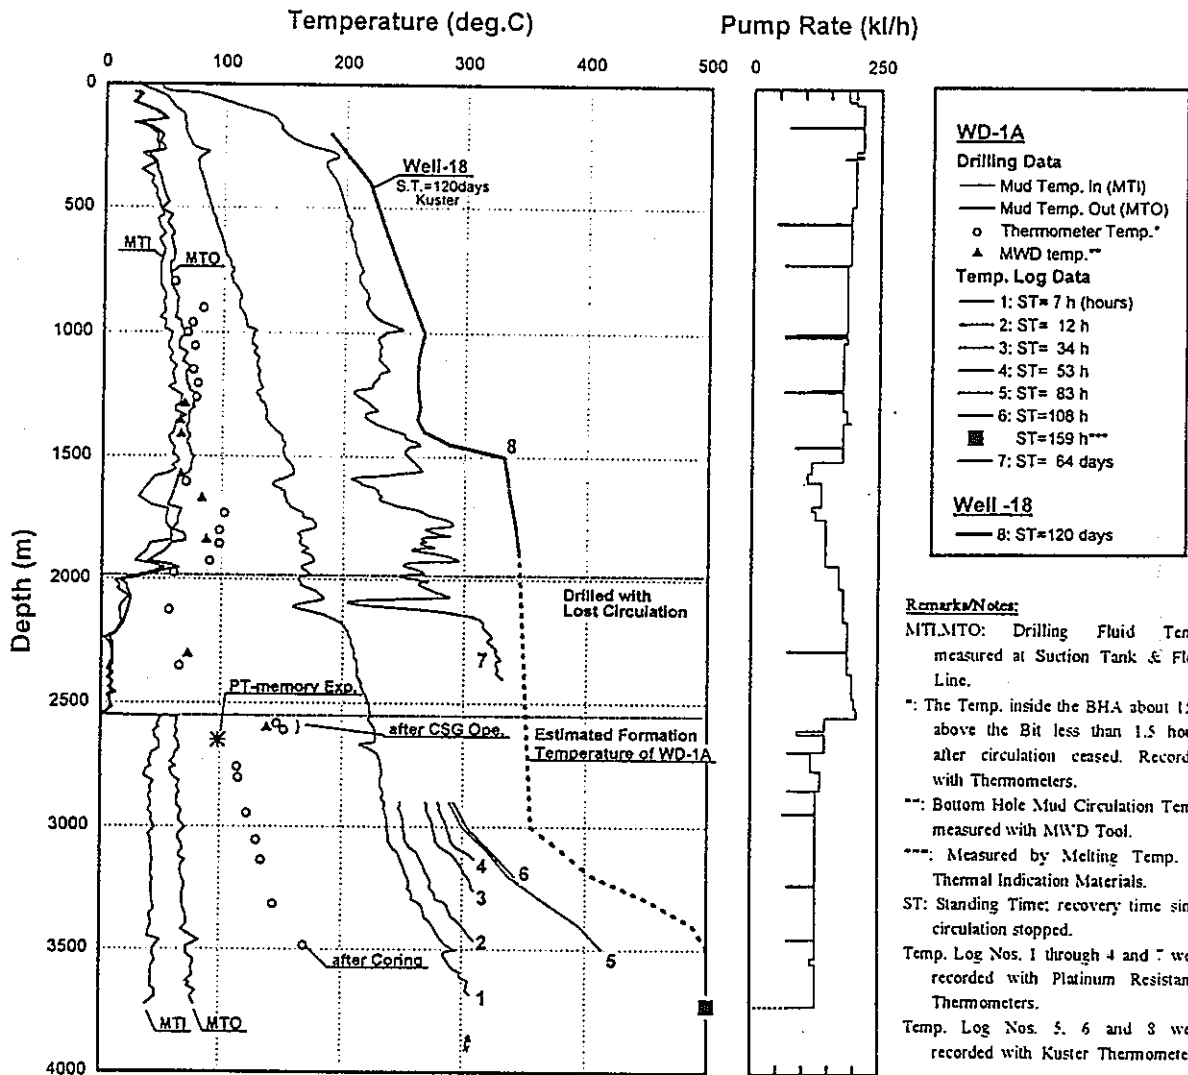 Temperature (deg.C)
Pump Rate (kl/h)
0 100 200 300 400 500
0 250
Depth (m)
0
500
1000
1500
2000
2500
3000
3500
4000
Well-18
S.T.=120days
Kuster
MTI
MTO
8
Drilled with
Lost Circulation
7
PT-memory Exp.
after CSG Ope.
Estimated Formation
Temperature of WD-1A
4
6
3
2
5
after Coring
1
MTI
MTO
WD-1A
Drilling Data
Mud Temp. In (MTI)
Mud Temp. Out (MTO)
Thermometer Temp.*
MWD temp.**
Temp. Log Data
1: ST= 7 h (hours)
2: ST= 12 h
3: ST= 34 h
4: ST= 53 h
5: ST= 83 h
6: ST=108 h
ST=159 h***
7: ST= 64 days
Well -18
8: ST=120 days
Remarks/Notes:
MTI,MTO: Drilling Fluid
measured at Suction Tank &
Line.
*: The Temp. inside the BHA about
above the Bit less than 1.5
after circulation ceased.
with Thermometers.
**: Bottom Hole Mud Circulation
measured with MWD Tool.
***: Measured by Melting Temp.
Thermal Indication Materials.
ST: Standing Time; recovery time
circulation stopped.
Temp. Log Nos. 1 through 4 and 7
recorded with Platinum
Thermometers.
Temp. Log Nos. 5, 6 and 8
recorded with Kuster